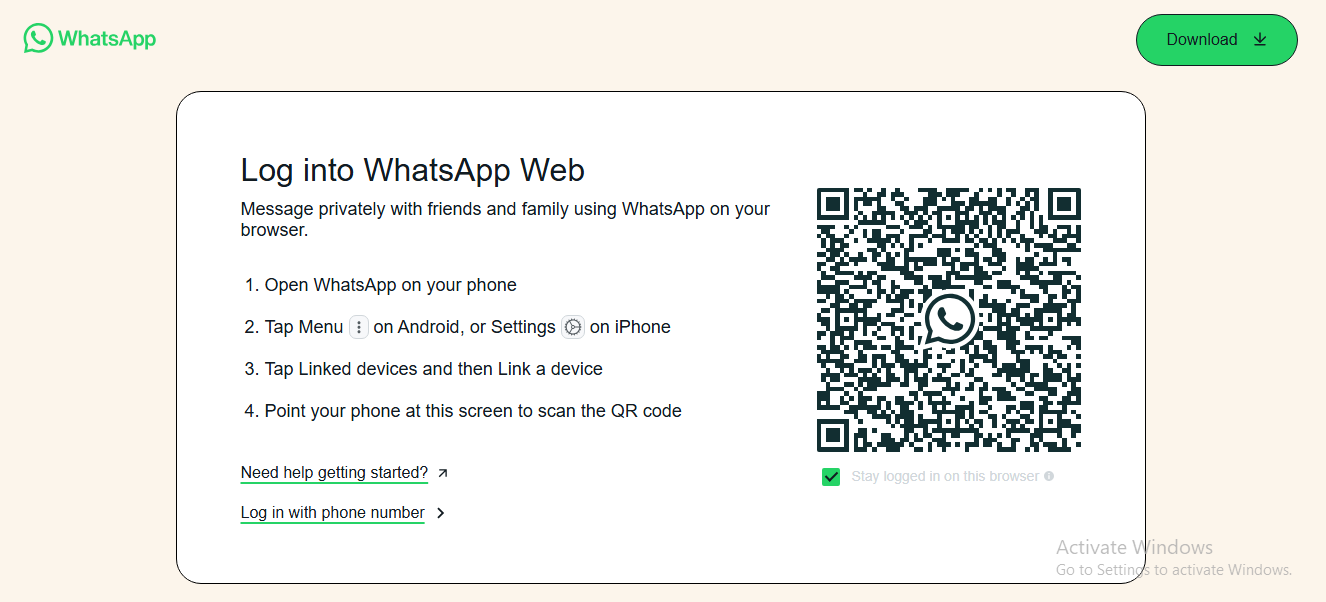 WhatsApp
Download
Log into WhatsApp Web
Message privately with friends and family using WhatsApp on your
browser.
1. Open WhatsApp on your phone
2. Tap Menu on Android, or Settings on iPhone
3. Tap Linked devices and then Link a device
4. Point your phone at this screen to scan the QR code
Need help getting started?
Log in with phone number
Stay logged in on this browser
Activate Windows
Go to Settings to activate Windows.